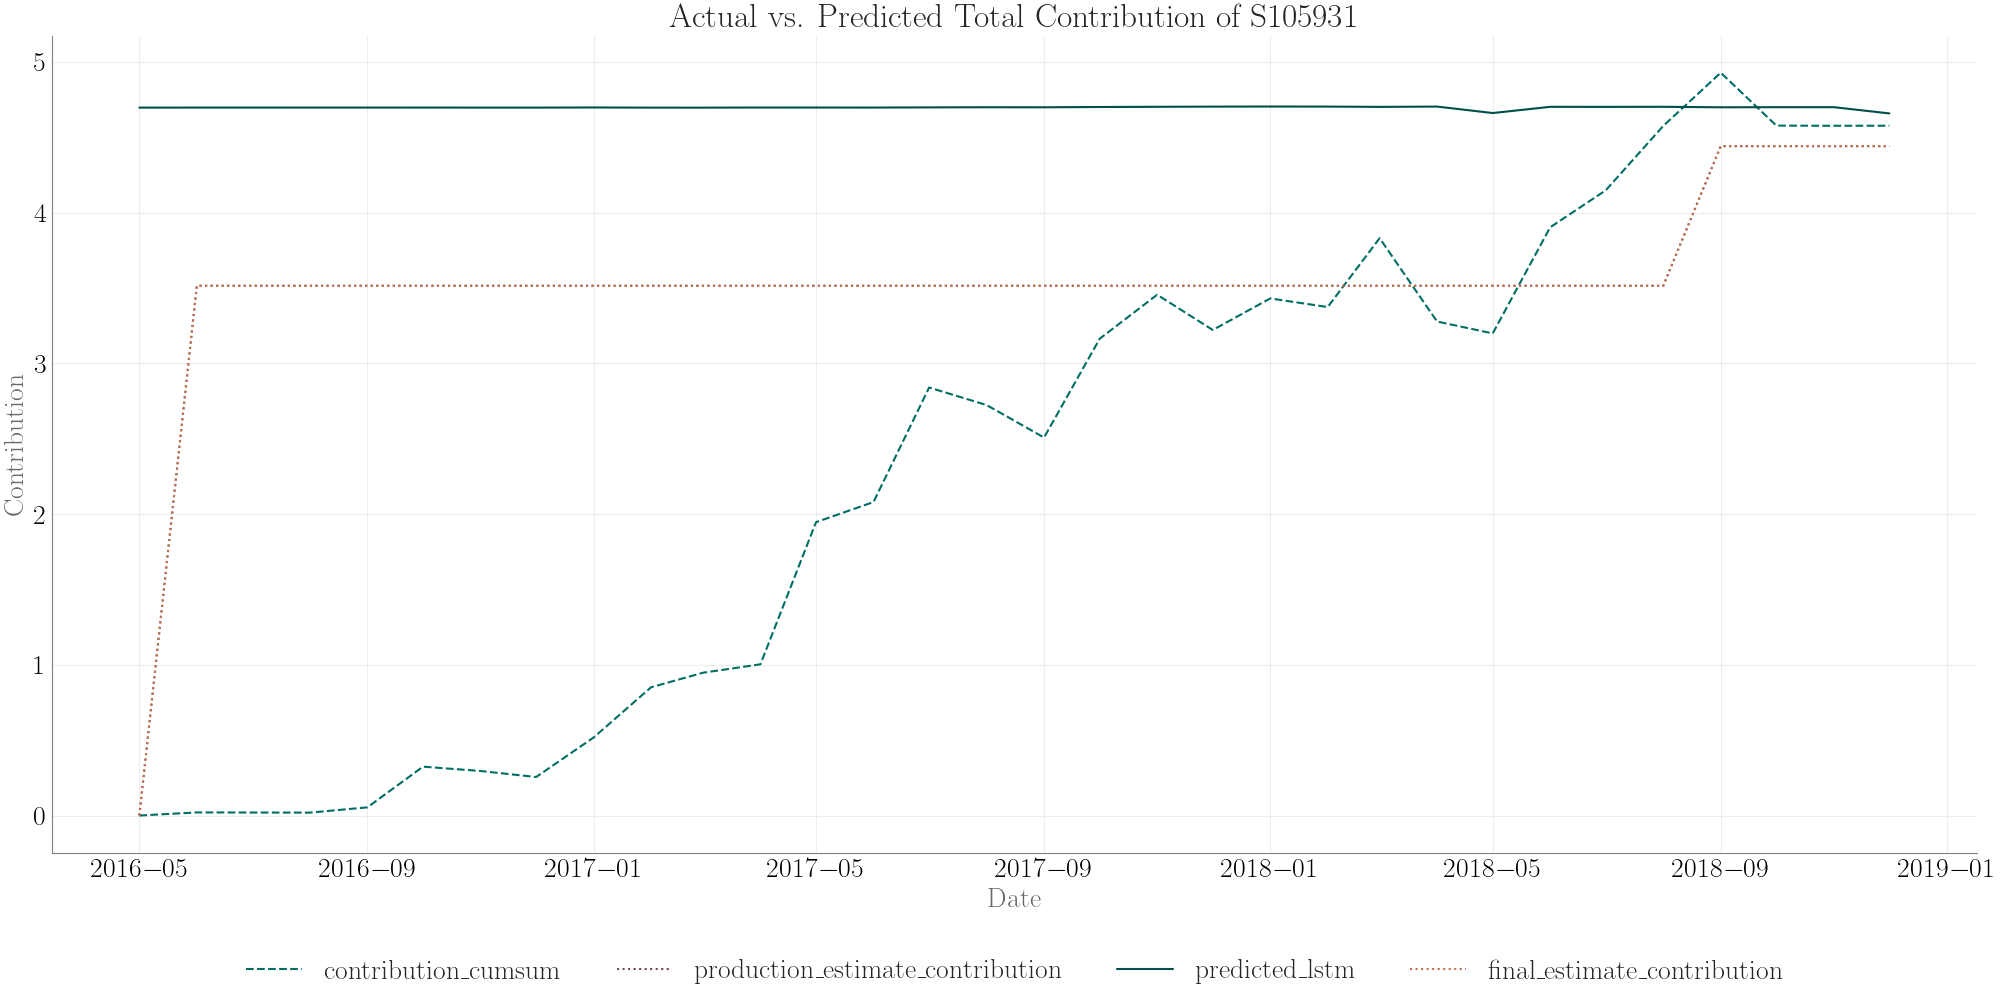 Actual vs. Predicted Total Contribution of S105931
5
4
3
2
1
0
Contribution
2016−05 2016−09 2017−01 2017−05 2017−09 2018−01 2018−05 2018−09 2019−01
Date
contribution_cumsum production_estimate_contribution predicted_lstm final_estimate_contribution